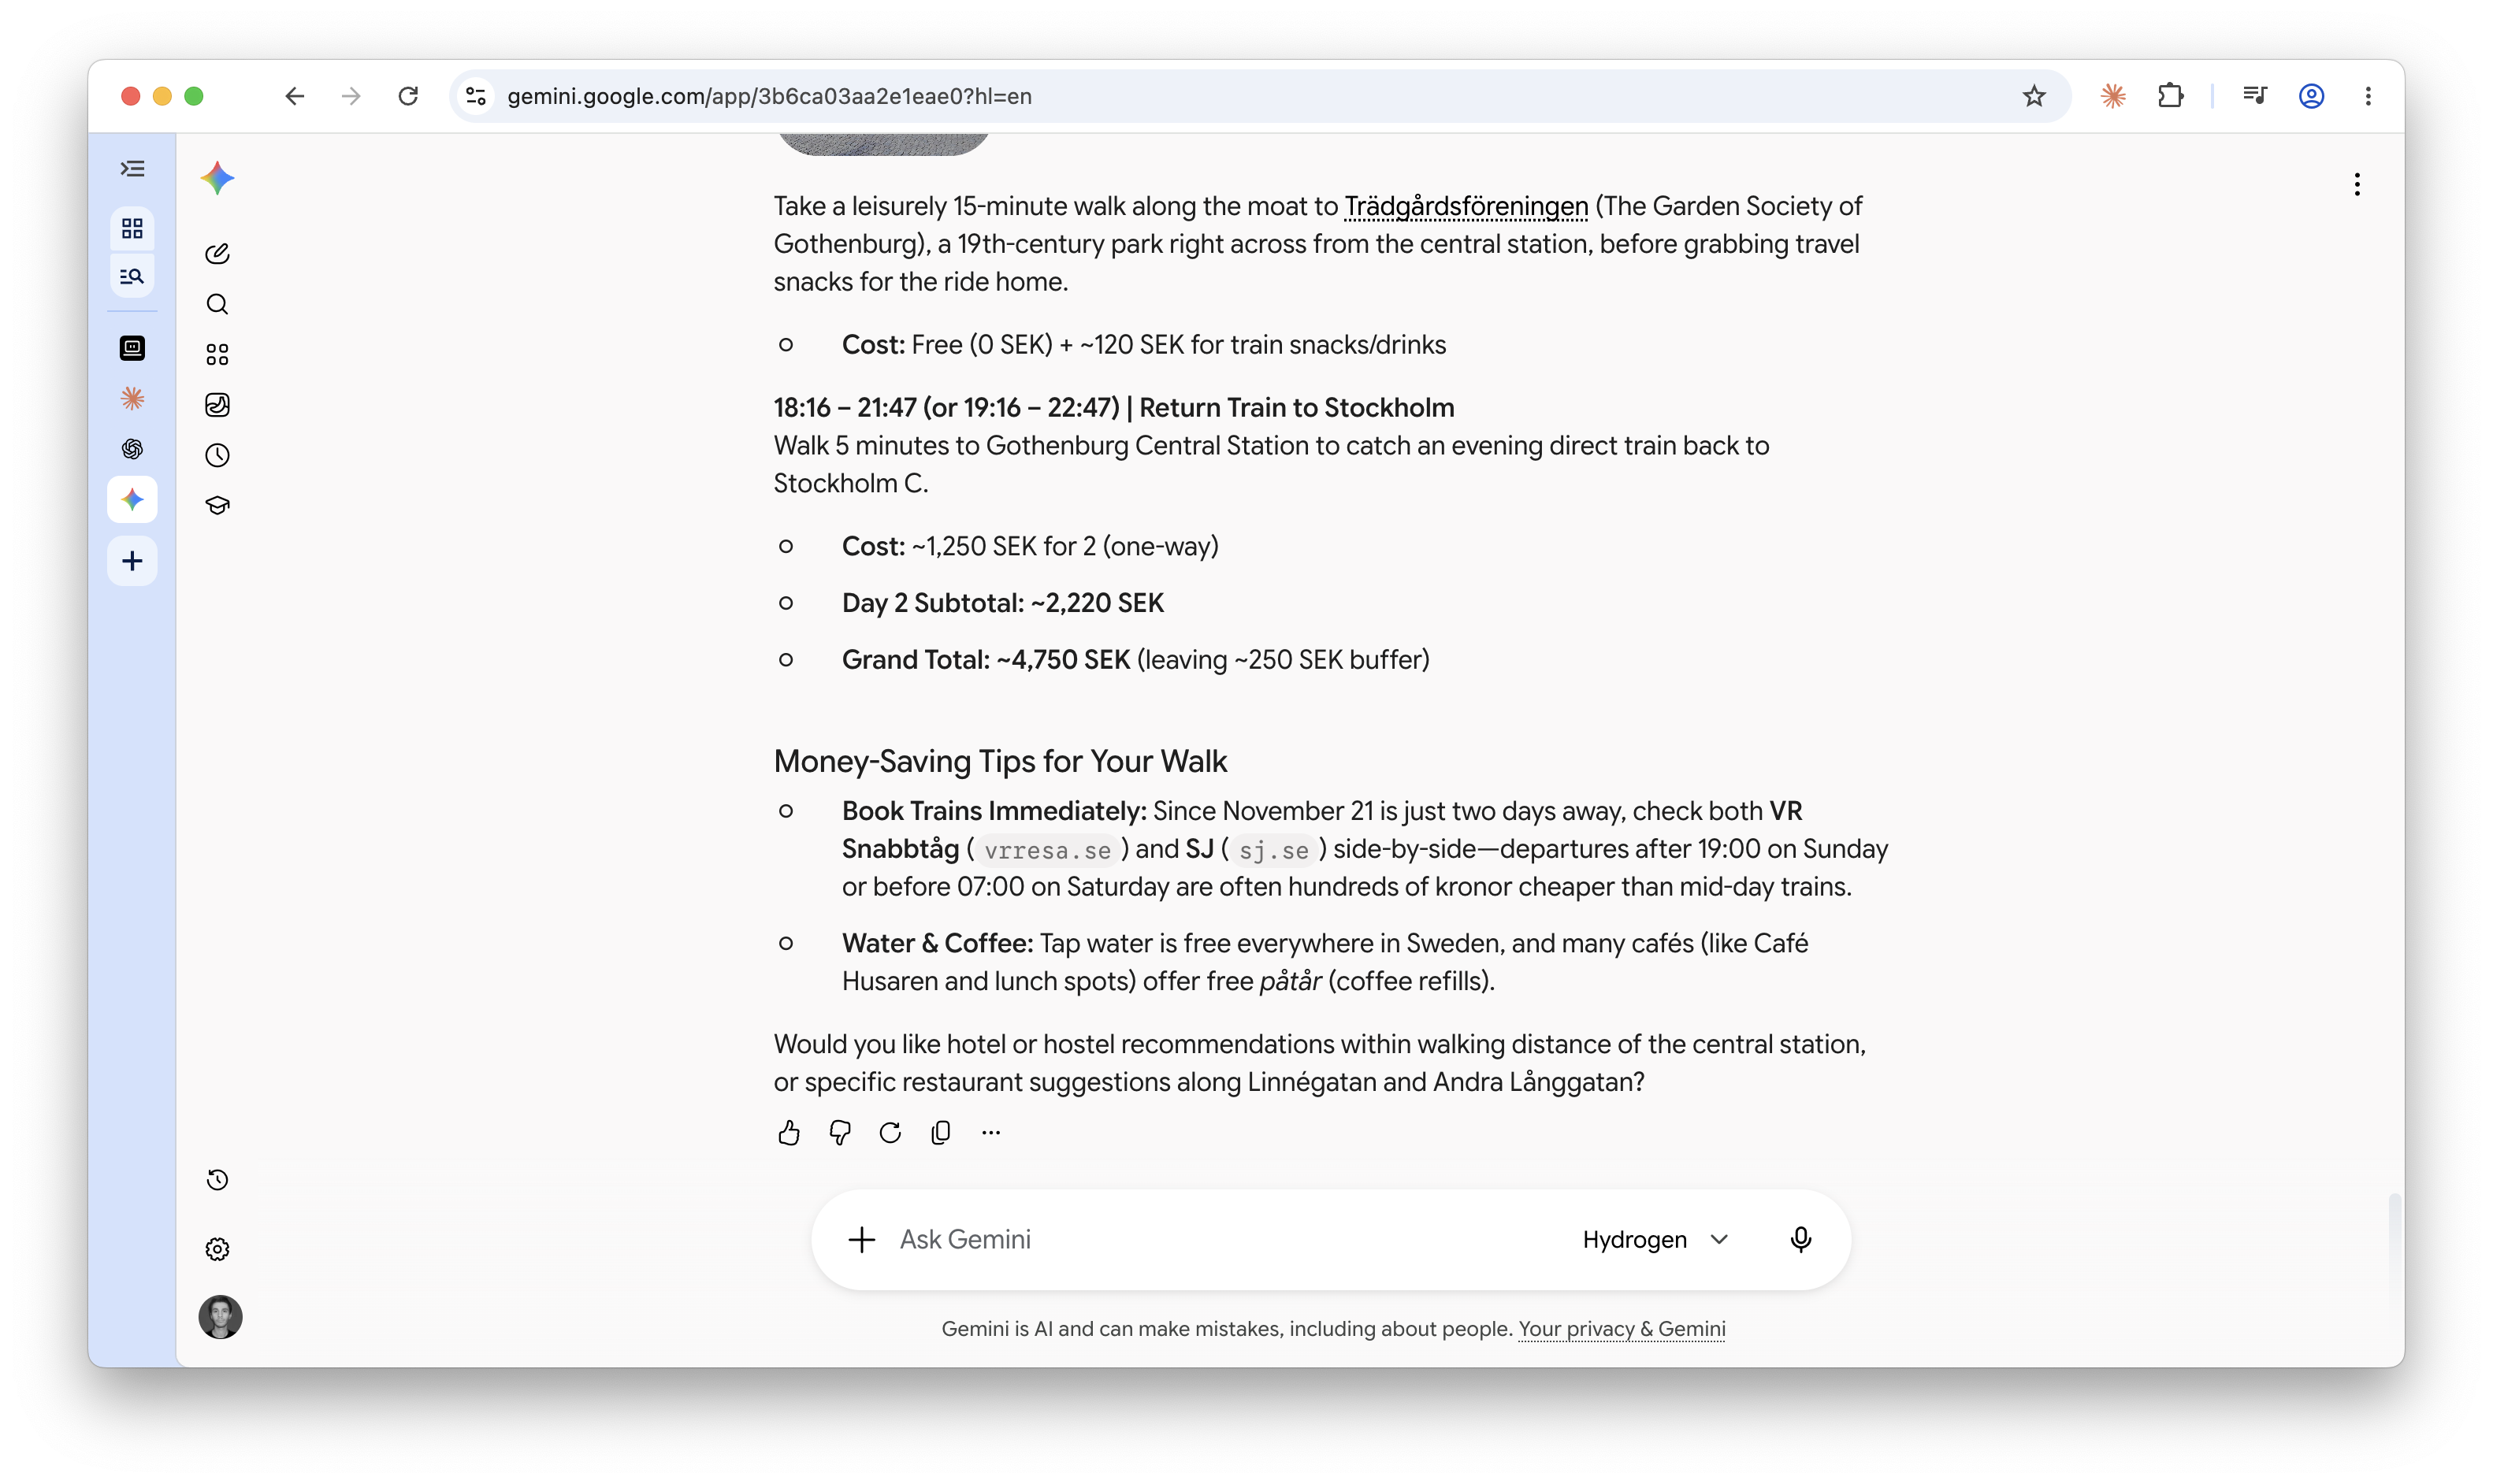 gemini.google.com/app/3b6ca03aa2e1eae0?hl=en
Take a leisurely 15-minute walk along the moat to Trädgårdsföreningen (The Garden Society of
Gothenburg), a 19th-century park right across from the central station, before grabbing travel
snacks for the ride home.
Cost: Free (0 SEK) + ~120 SEK for train snacks/drinks
18:16 – 21:47 (or 19:16 – 22:47) | Return Train to Stockholm
Walk 5 minutes to Gothenburg Central Station to catch an evening direct train back to
Stockholm C.
Cost: ~1,250 SEK for 2 (one-way)
Day 2 Subtotal: ~2,220 SEK
Grand Total: ~4,750 SEK (leaving ~250 SEK buffer)
Money-Saving Tips for Your Walk
Book Trains Immediately: Since November 21 is just two days away, check both VR
Snabbtåg ( vrresa.se ) and SJ ( sj.se ) side-by-side—departures after 19:00 on Sunday
or before 07:00 on Saturday are often hundreds of kronor cheaper than mid-day trains.
Water & Coffee: Tap water is free everywhere in Sweden, and many cafés (like Café
Husaren and lunch spots) offer free påtår (coffee refills).
Would you like hotel or hostel recommendations within walking distance of the central station,
or specific restaurant suggestions along Linnégatan and Andra Långgatan?
Ask Gemini
Hydrogen
Gemini is AI and can make mistakes, including about people. Your privacy & Gemini